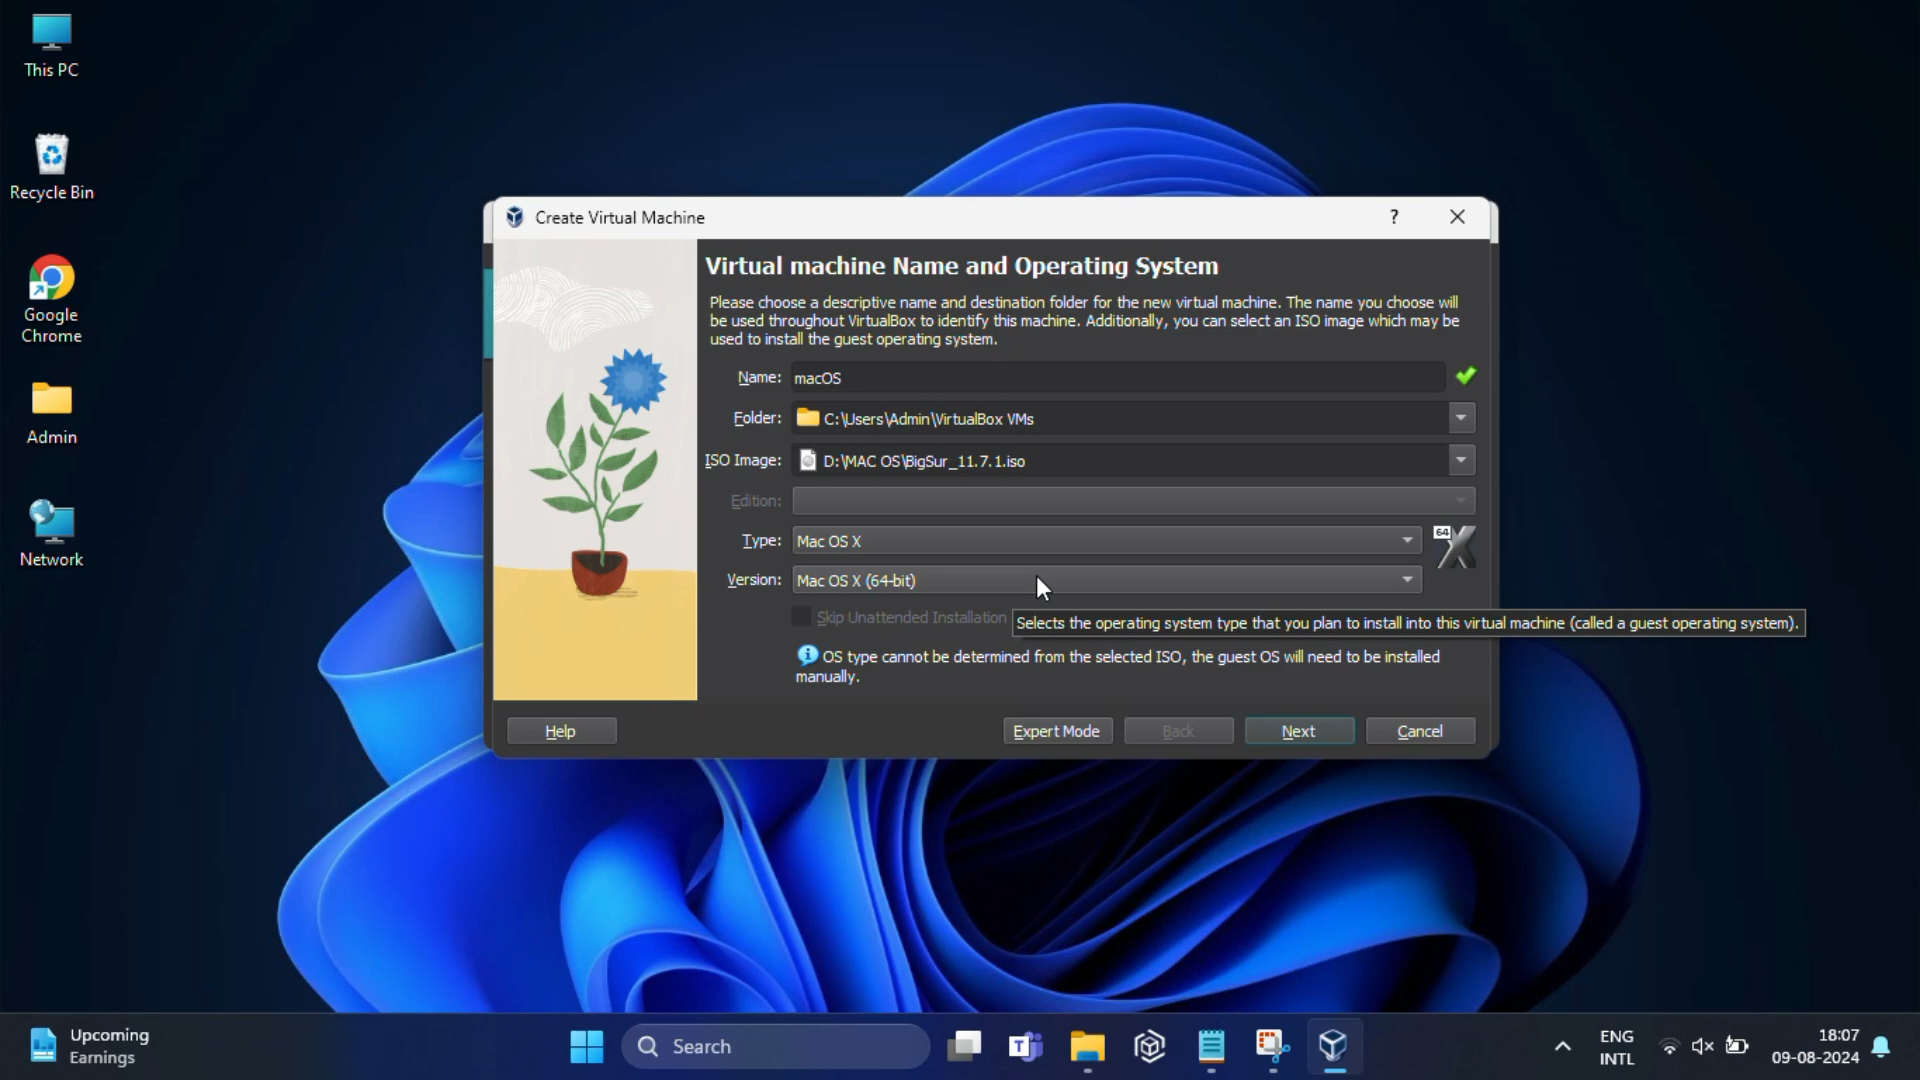 This PC
Recycle Bin
Google
Chrome
Admin
Network
Create Virtual Machine
?
Virtual machine Name and Operating System
Please choose a descriptive name and destination folder for the new virtual machine. The name you choose will
be used throughout VirtualBox to identify this machine. Additionally, you can select an ISO image which may be
used to install the guest operating system.
Name: macOS
Folder: C:\Users\Admin\VirtualBox VMs
ISO Image: D:\MAC OS\BigSur_11.7.1.iso
Edition:
Type: Mac OS X
64
Version: Mac OS X (64-bit)
Skip Unattended Installation
Selects the operating system type that you plan to install into this virtual machine (called a guest operating system).
OS type cannot be determined from the selected ISO, the guest OS will need to be installed
manually.
Help
Expert Mode
Back
Next
Cancel
Upcoming
Earnings
Search
ENG
INTL
18:07
09-08-2024